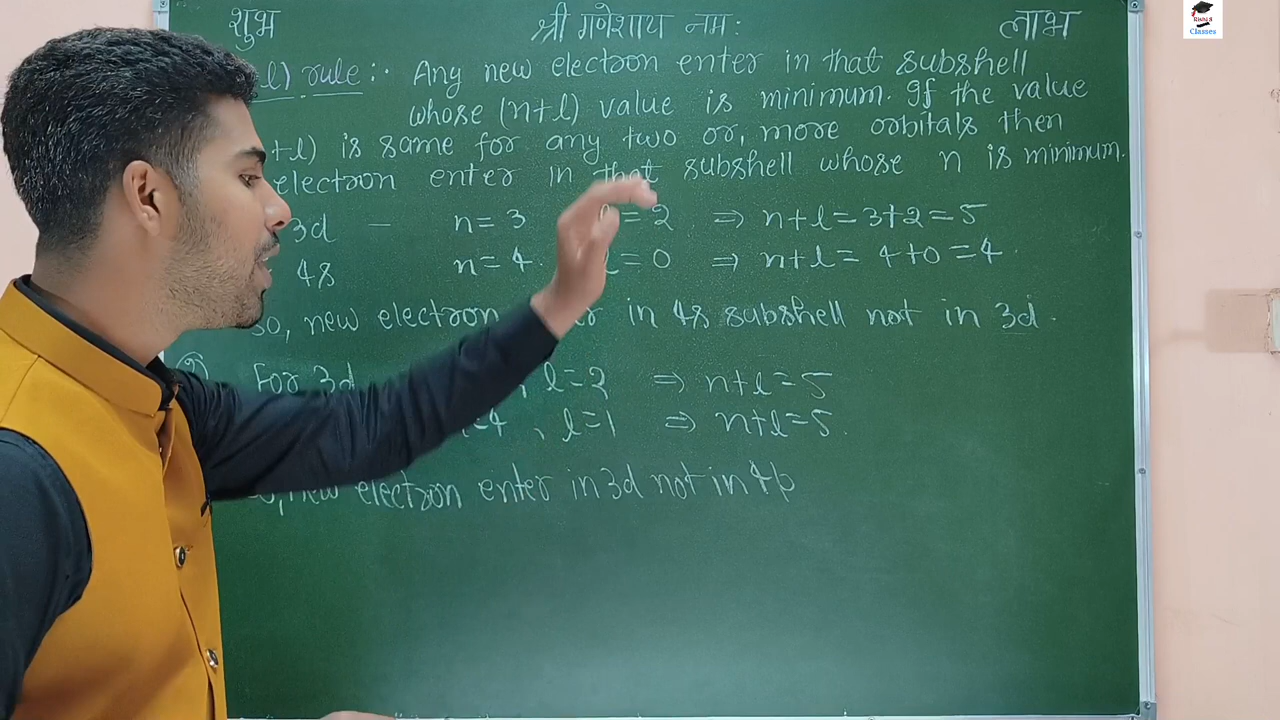 शुभ श्री गणेशाय नमः लाभ
Rishi's Classes
l) rule :· Any new electron enter in that subshell
whose (n+l) value is minimum. If the value
+l) is same for any two or, more orbitals then
electron enter in that subshell whose n is minimum.
3d — n=3 l=2 ⇒ n+l=3+2=5
4s n=4 l=0 ⇒ n+l= 4+0=4
so, new electron in 4s subshell not in 3d.
For 3d , l=2 ⇒ n+l=5
=4 , l=1 ⇒ n+l=5.
new electron enter in 3d not in 4p